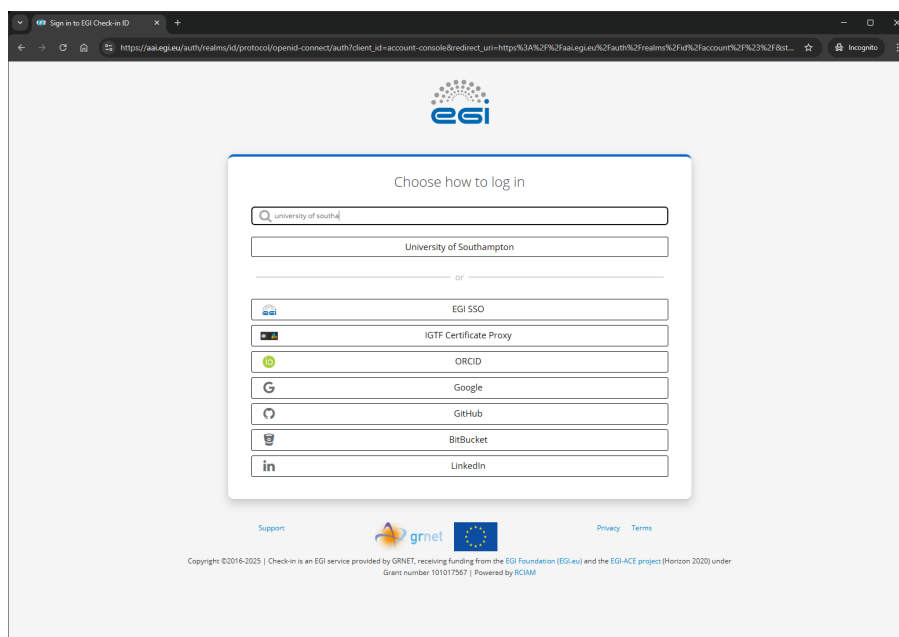 Sign in to EGI Check-in ID
https://aai.egi.eu/auth/realms/id/protocol/openid-connect/auth?client_id=account-console&redirect_uri=https%3A%2F%2Faai.egi.eu%2Fauth%2Frealms%2Fid%2Faccount%2F%23%2F&st...
Incognito
egi
Choose how to log in
university of southa
University of Southampton
or
EGI SSO
IGTF Certificate Proxy
ORCID
Google
GitHub
BitBucket
LinkedIn
Support
grnet
Privacy Terms
Copyright ©2016-2025 | Check-in is an EGI service provided by GRNET, receiving funding from the EGI Foundation (EGI.eu) and the EGI-ACE project (Horizon 2020) under
Grant number 101017567 | Powered by RCIAM